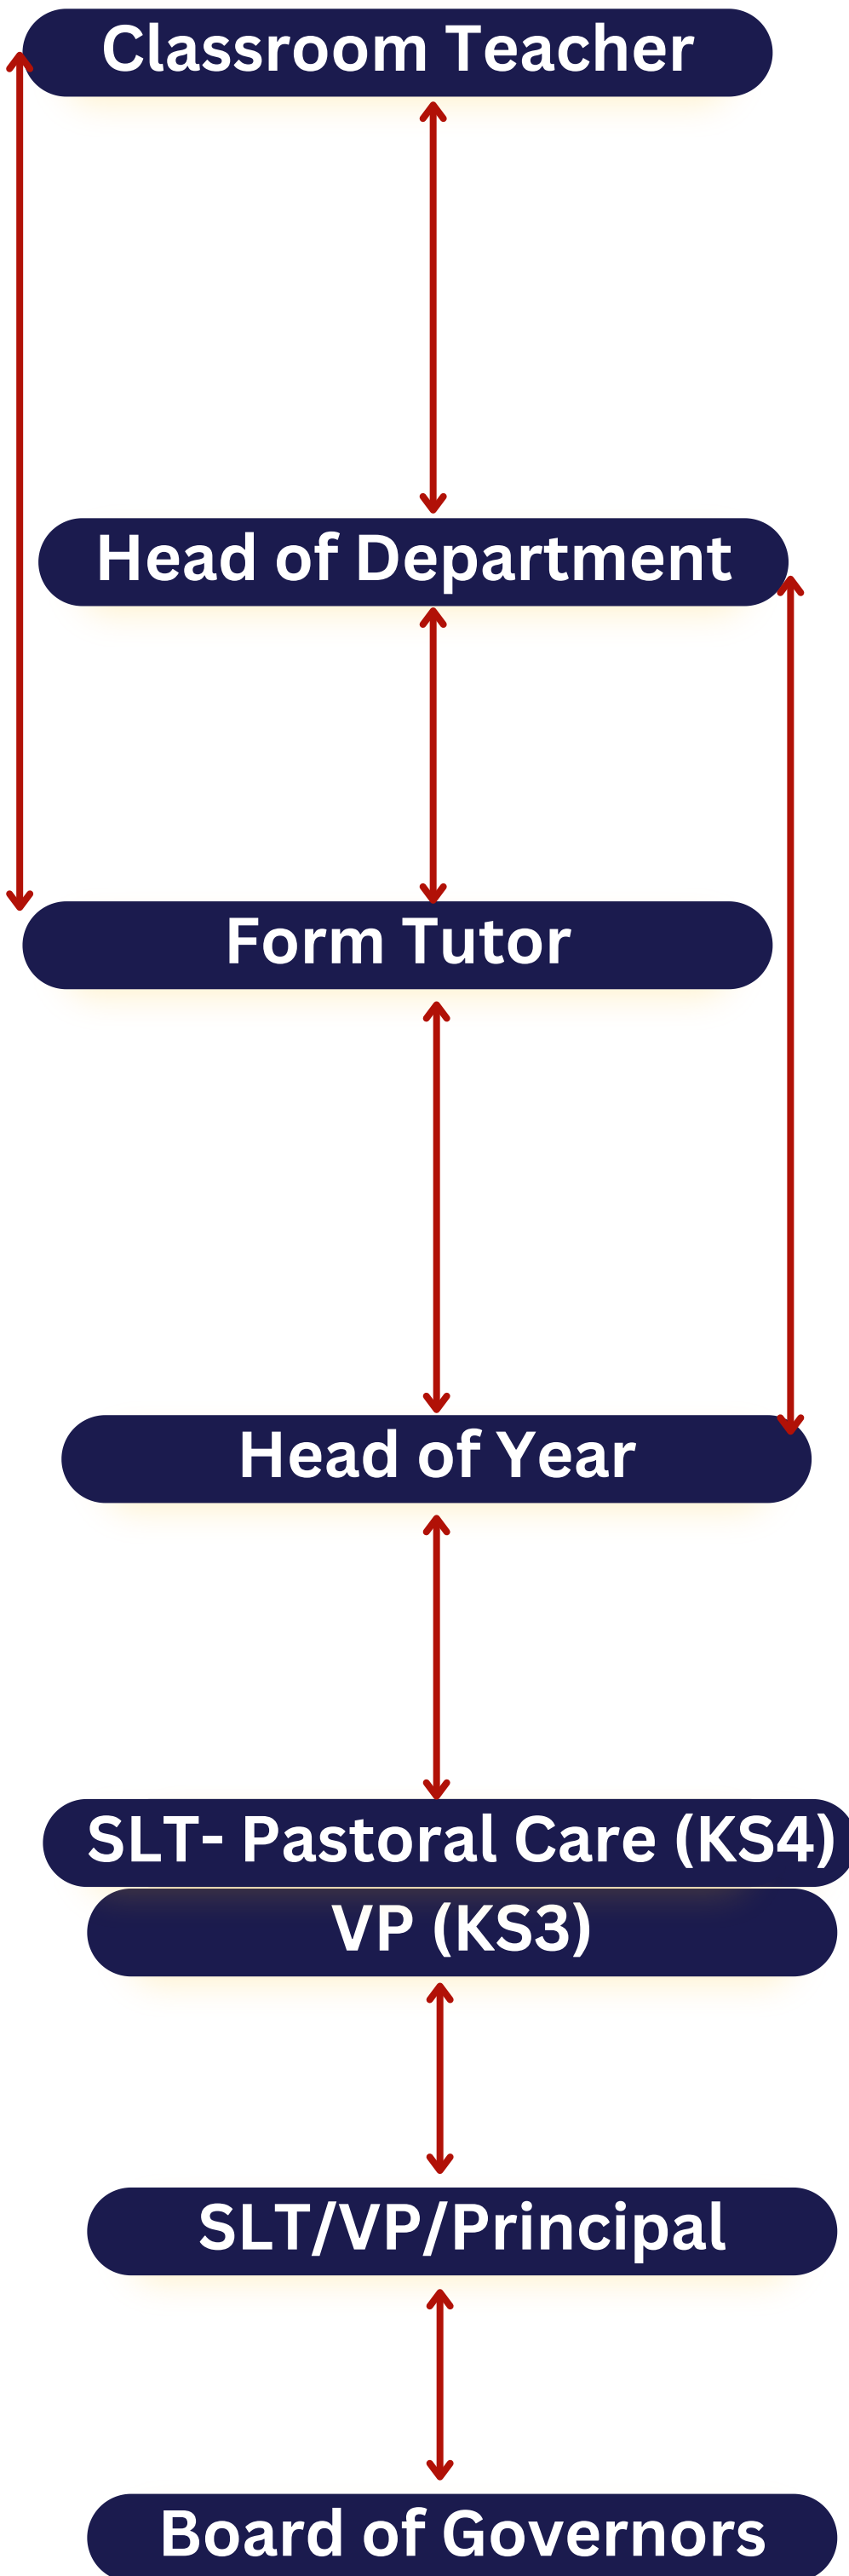 Classroom Teacher
Head of Department
Form Tutor
Head of Year
SLT- Pastoral Care (KS4)
VP (KS3)
SLT/VP/Principal
Board of Governors